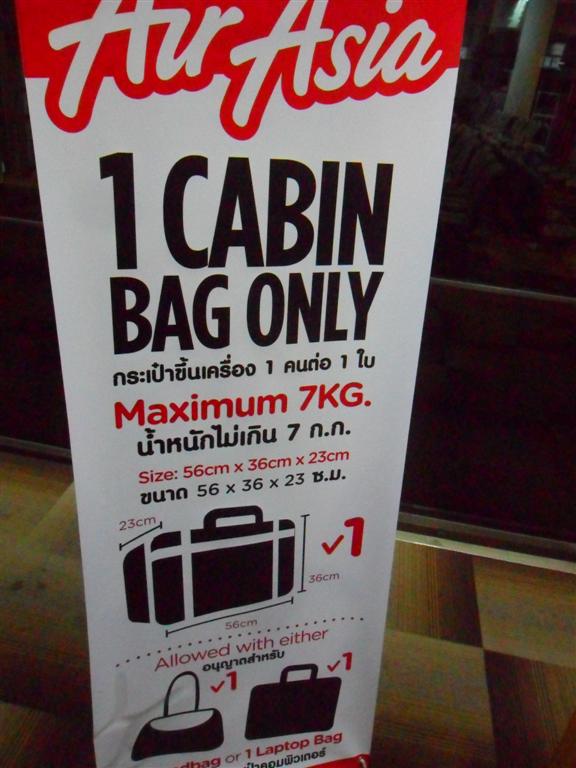 AirAsia
1 CABIN
BAG ONLY
กระเป๋าขึ้นเครื่อง 1 คนต่อ 1 ใบ
Maximum 7KG.
น้ำหนักไม่เกิน 7 ก.ก.
Size: 56cm x 36cm x 23cm
ขนาด 56 x 36 x 23 ซ.ม.
23cm
1
36cm
56cm
Allowed with either
อนุญาตสำหรับ
1
1
or 1 Laptop Bag